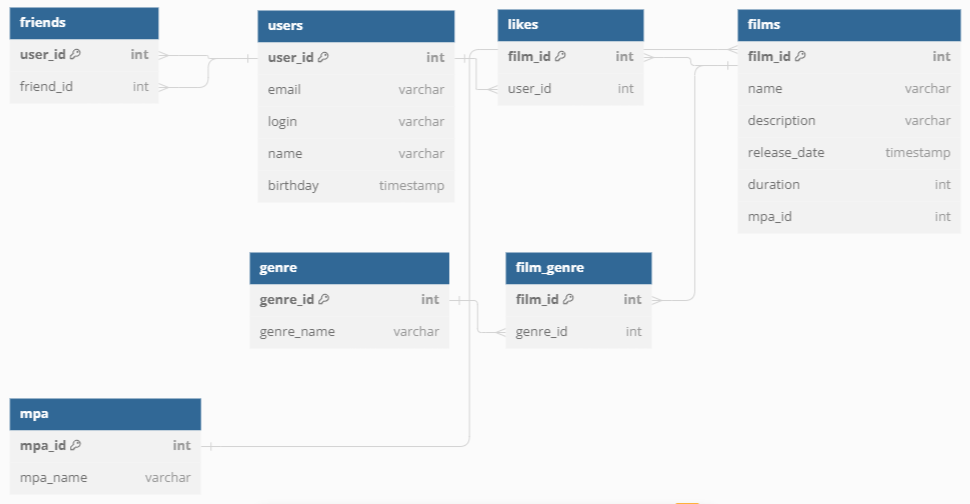 friends
user_id int
friend_id int
users
user_id int
email varchar
login varchar
name varchar
birthday timestamp
likes
film_id int
user_id int
films
film_id int
name varchar
description varchar
release_date timestamp
duration int
mpa_id int
genre
genre_id int
genre_name varchar
film_genre
film_id int
genre_id int
mpa
mpa_id int
mpa_name varchar